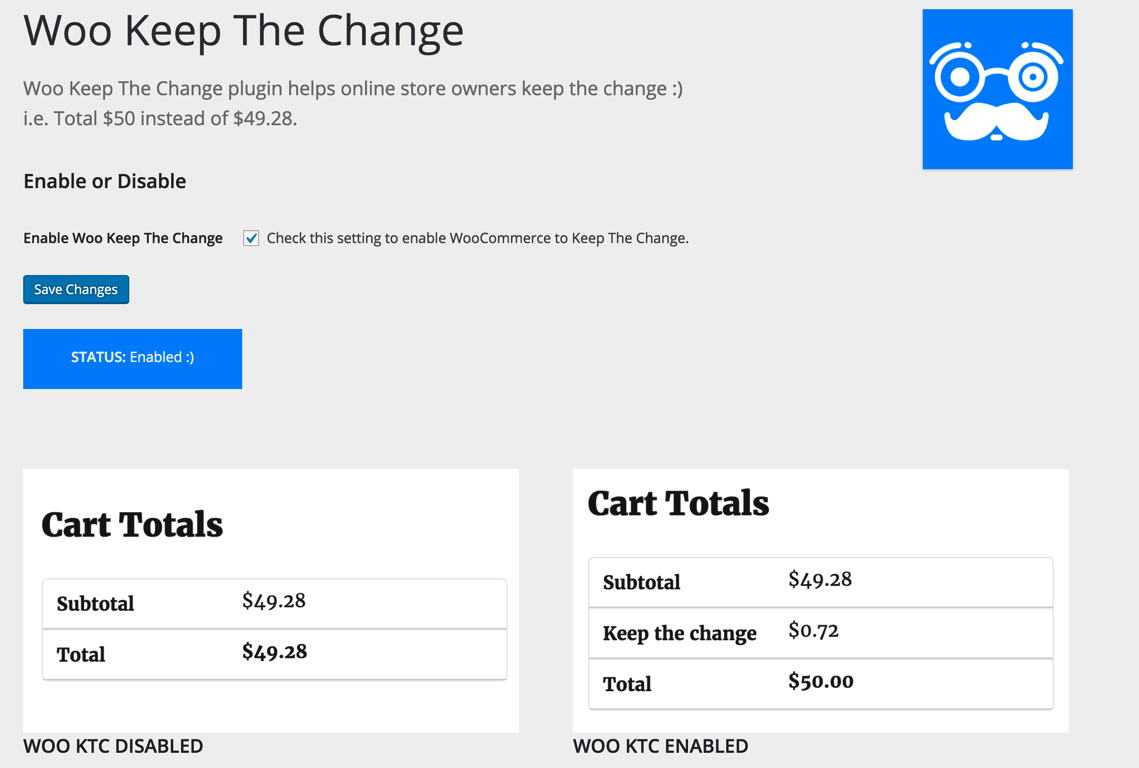 Woo Keep The Change
Woo Keep The Change plugin helps online store owners keep the change :)
i.e. Total $50 instead of $49.28.
Enable or Disable
Enable Woo Keep The Change Check this setting to enable WooCommerce to Keep The Change.
Save Changes
STATUS: Enabled :)
Cart Totals
Subtotal $49.28
Total $49.28
WOO KTC DISABLED
Cart Totals
Subtotal $49.28
Keep the change $0.72
Total $50.00
WOO KTC ENABLED